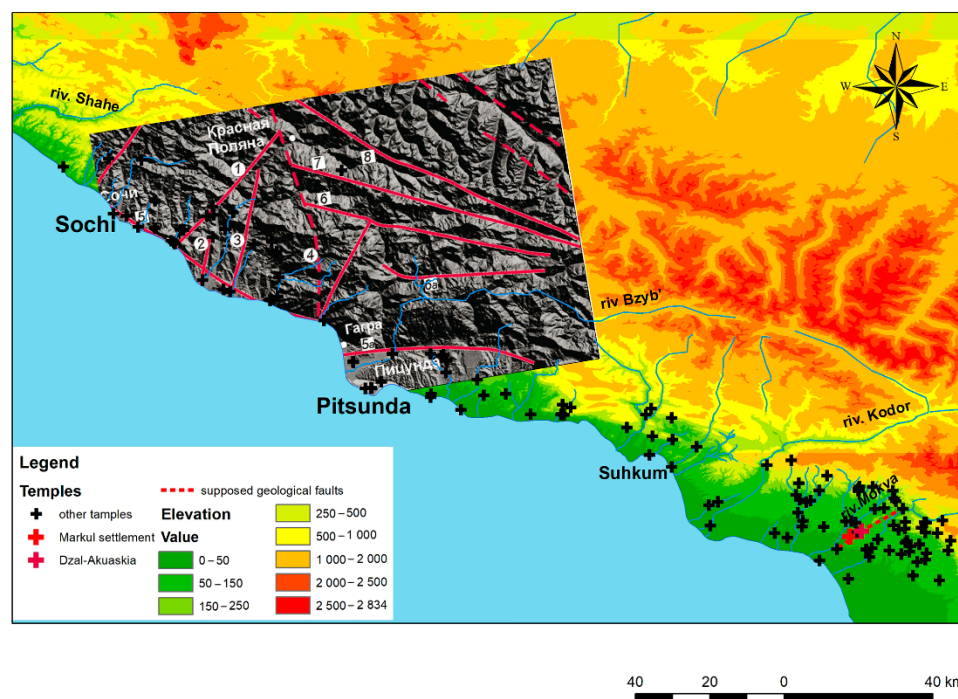 N
W E
S
riv. Shahe
Красная
Поляна
1
7
8
Сочи
6
Sochi
5
2
3
4
6a
riv Bzyb'
Гагра
5a
Пицунда
Pitsunda
riv. Kodor
Suhkum
riv.Mokva
Legend
Temples
other tamples
Markul settlement
Dzal-Akuaskia
supposed geological faults
Elevation
Value
0 – 50
50 – 150
150 – 250
250 – 500
500 – 1 000
1 000 – 2 000
2 000 – 2 500
2 500 – 2 834
40 20 0 40 km